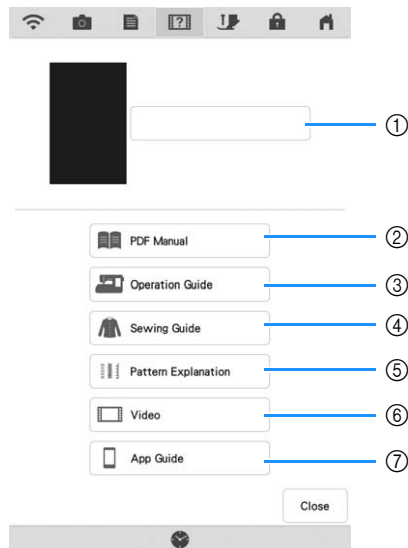 ?
①
PDF Manual
②
Operation Guide
③
Sewing Guide
④
Pattern Explanation
⑤
Video
⑥
App Guide
⑦
Close